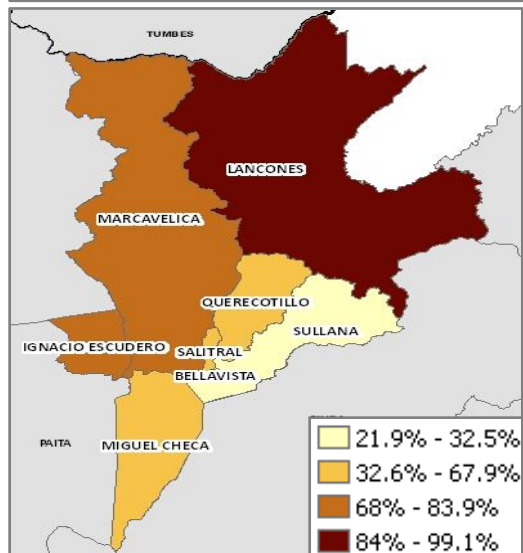 TUMBES
LANCONES
MARCAVELICA
QUERECOTILLO
SULLANA
IGNACIO ESCUDERO
SALITRAL
BELLAVISTA
PAITA
MIGUEL CHECA
21.9% - 32.5%
32.6% - 67.9%
68% - 83.9%
84% - 99.1%